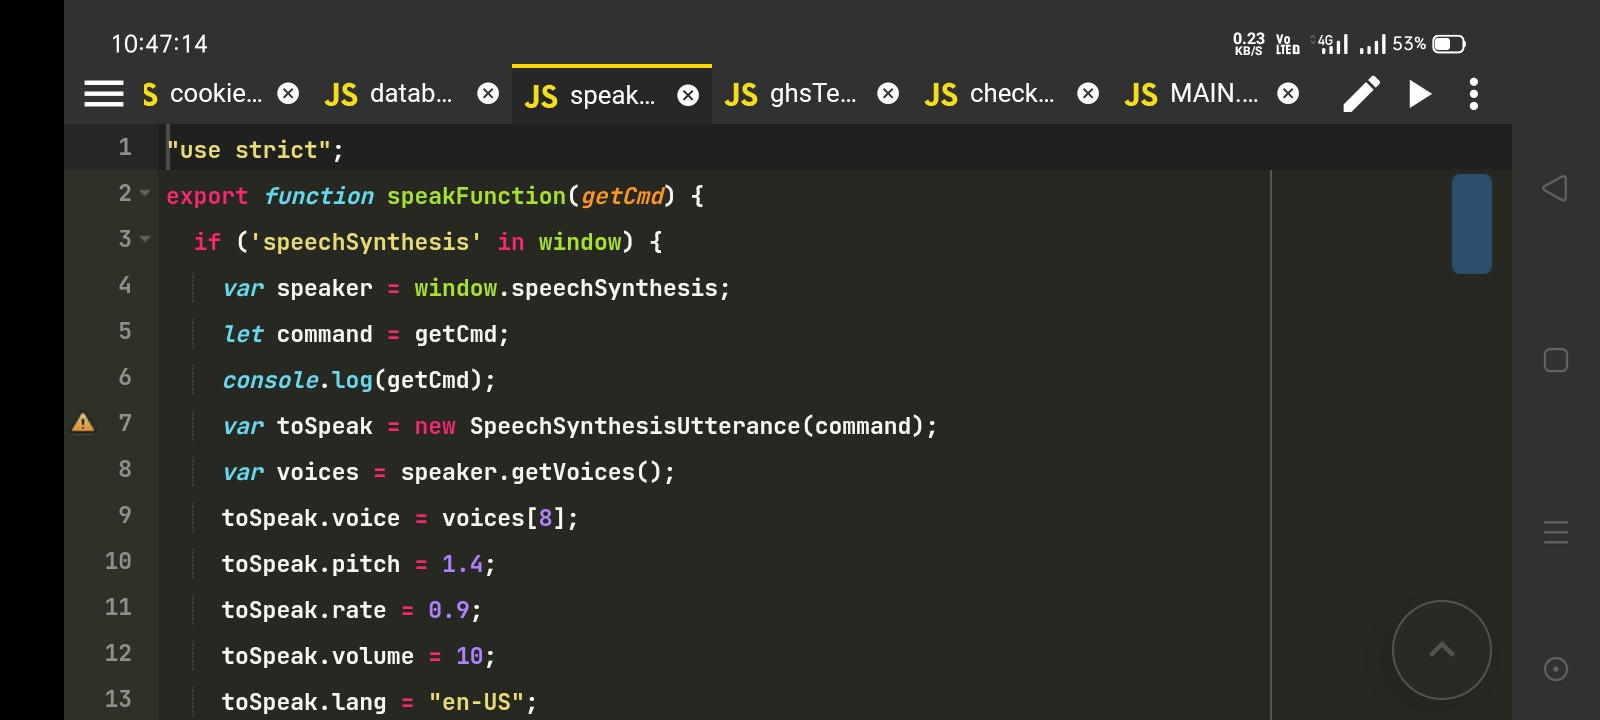 10:47:14 0.23 KB/S Vo LTED 4G 53%
S cookie... JS datab... JS speak... JS ghsTe... JS check... JS MAIN....
1 "use strict";
2 export function speakFunction(getCmd) {
3 if ('speechSynthesis' in window) {
4 var speaker = window.speechSynthesis;
5 let command = getCmd;
6 console.log(getCmd);
7 var toSpeak = new SpeechSynthesisUtterance(command);
8 var voices = speaker.getVoices();
9 toSpeak.voice = voices[8];
10 toSpeak.pitch = 1.4;
11 toSpeak.rate = 0.9;
12 toSpeak.volume = 10;
13 toSpeak.lang = "en-US";